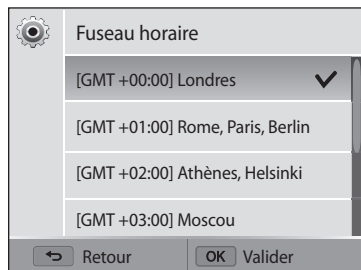 Fuseau horaire
[GMT +00:00] Londres
[GMT +01:00] Rome, Paris, Berlin
[GMT +02:00] Athènes, Helsinki
[GMT +03:00] Moscou
Retour OK Valider